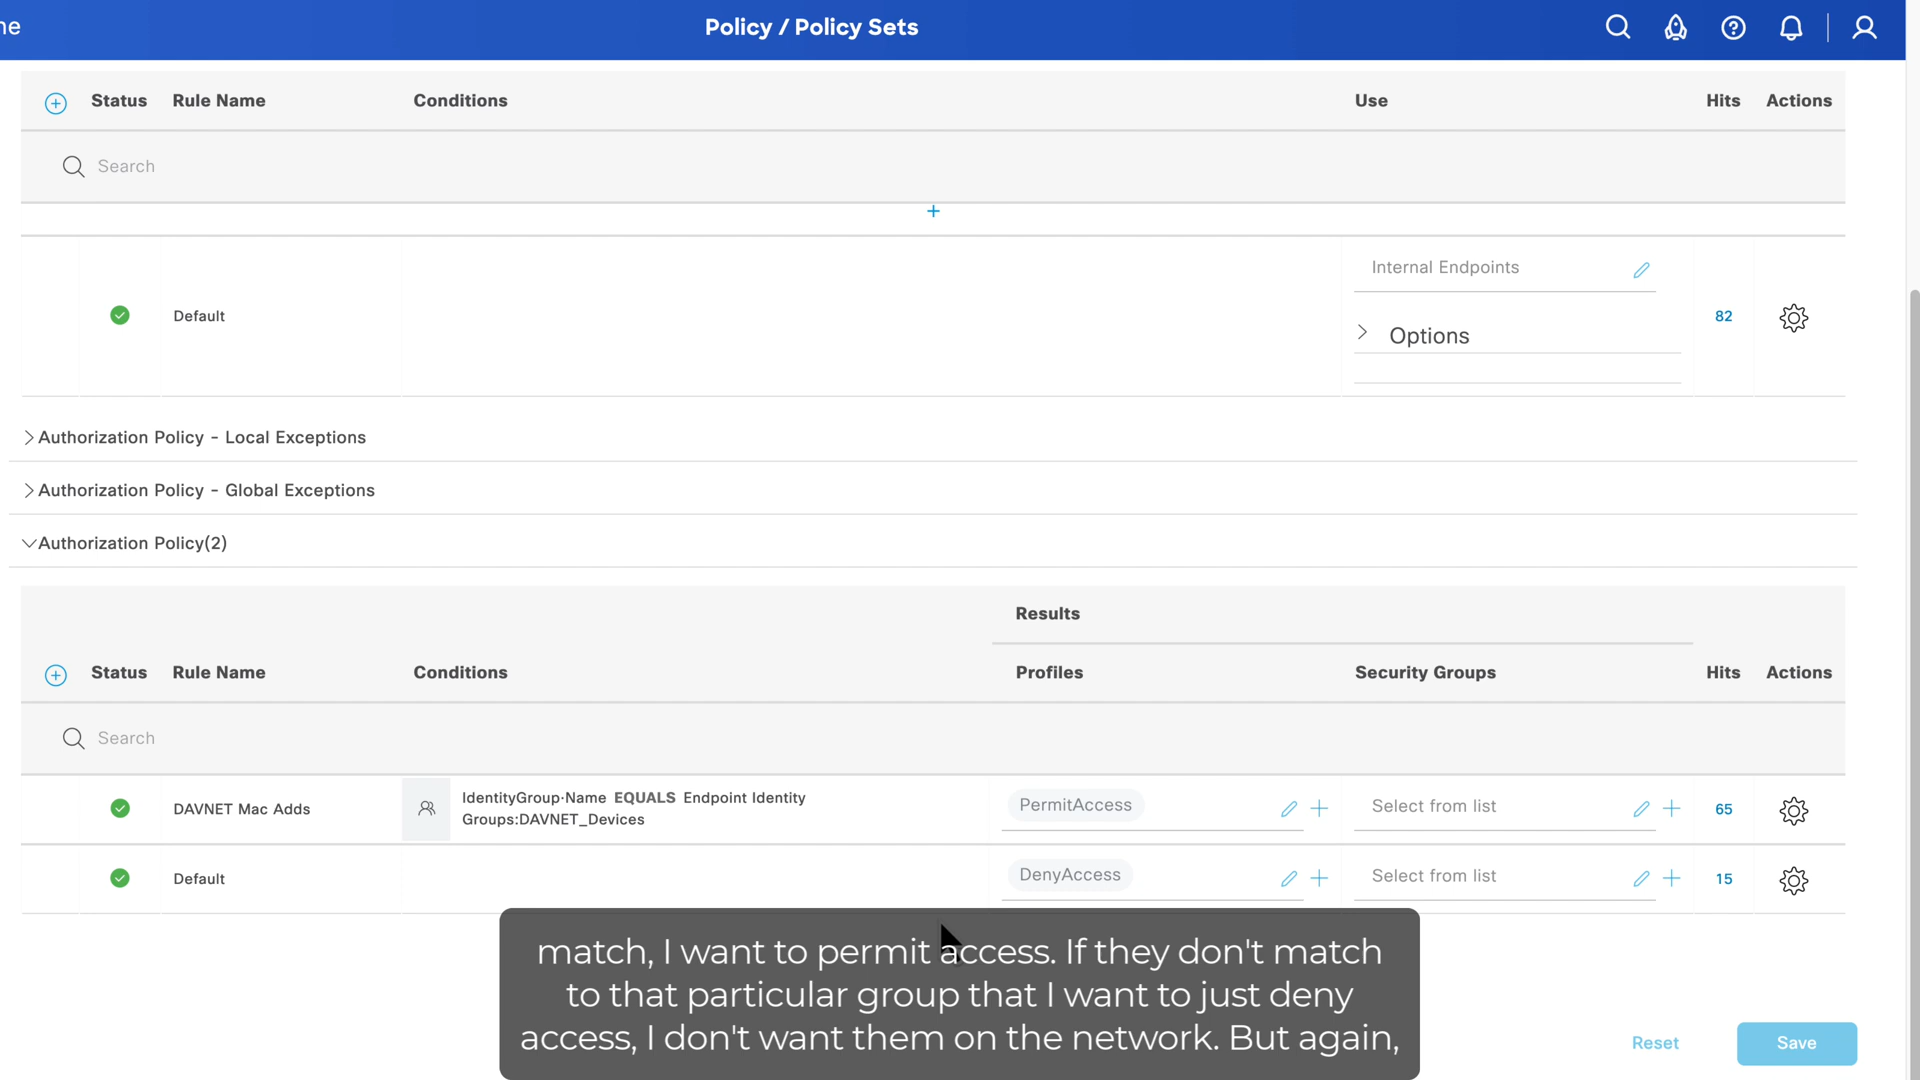 ne
Policy / Policy Sets
Status Rule Name Conditions Use Hits Actions
Search
+
Internal Endpoints
Default
82
Options
Authorization Policy - Local Exceptions
Authorization Policy - Global Exceptions
Authorization Policy(2)
Results
Status Rule Name Conditions Profiles Security Groups Hits Actions
Search
DAVNET Mac Adds
IdentityGroup·Name EQUALS Endpoint Identity
Groups:DAVNET_Devices
PermitAccess
Select from list
65
Default
DenyAccess
Select from list
15
match, I want to permit access. If they don't match
to that particular group that I want to just deny
access, I don't want them on the network. But again,
Reset
Save